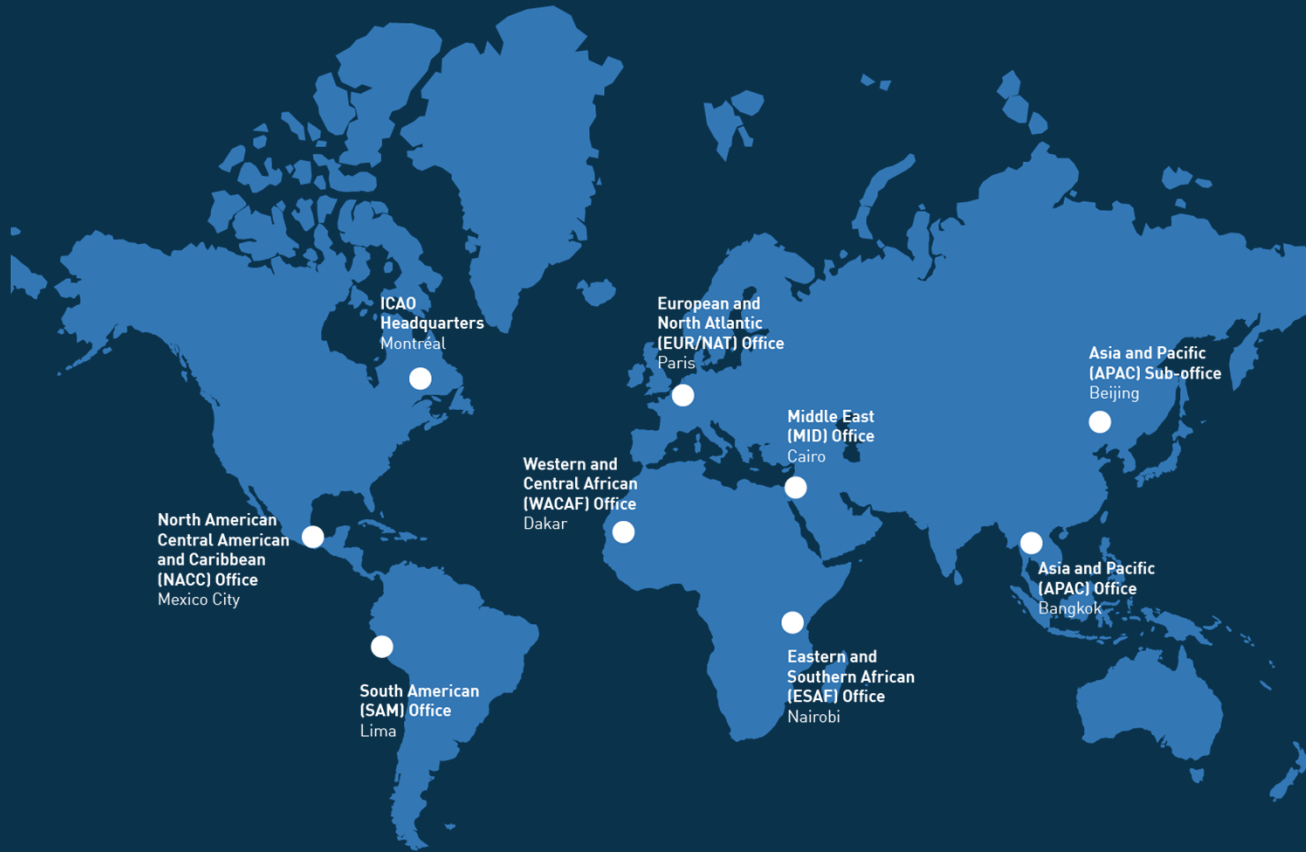 ICAO
Headquarters
Montréal
European and
North Atlantic
(EUR/NAT) Office
Paris
Asia and Pacific
(APAC) Sub-office
Beijing
Middle East
(MID) Office
Cairo
Western and
Central African
(WACAF) Office
Dakar
North American
Central American
and Caribbean
(NACC) Office
Mexico City
Asia and Pacific
(APAC) Office
Bangkok
Eastern and
Southern African
(ESAF) Office
Nairobi
South American
(SAM) Office
Lima